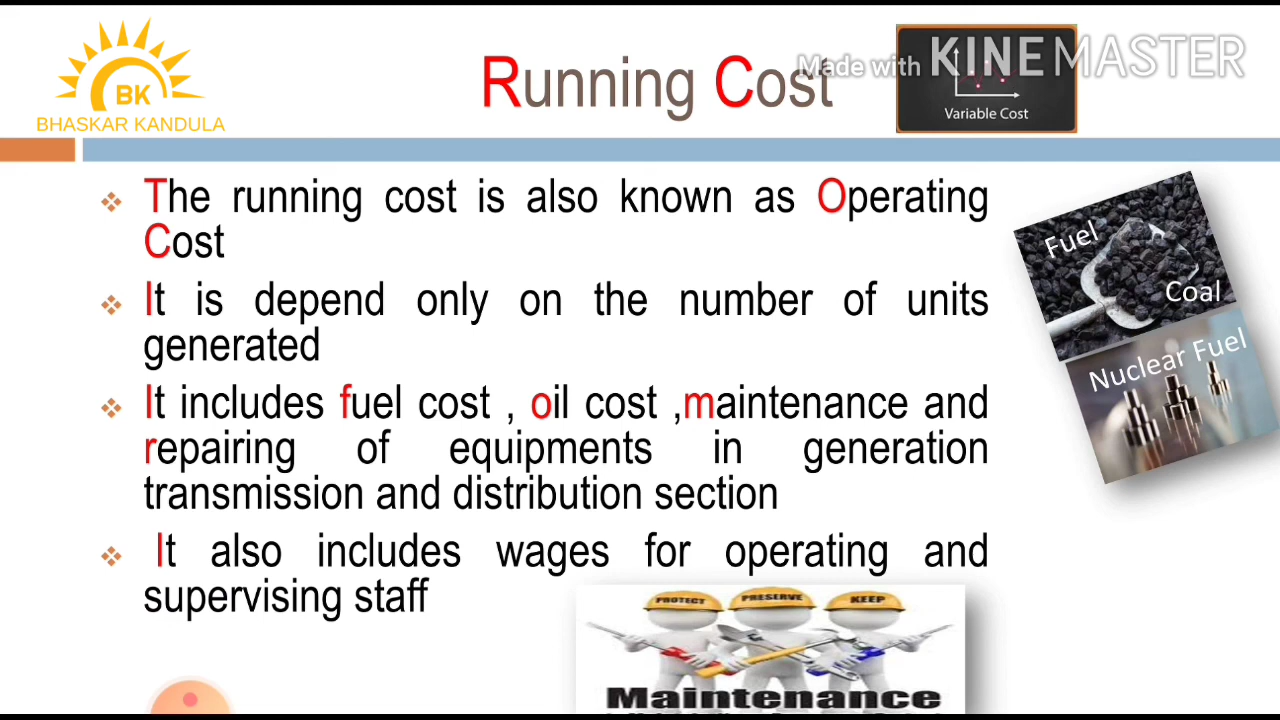 BK
BHASKAR KANDULA
Running Cost
Made with KINEMASTER
Variable Cost
The running cost is also known as Operating
Cost
It is depend only on the number of units
generated
It includes fuel cost , oil cost ,maintenance and
repairing of equipments in generation
transmission and distribution section
It also includes wages for operating and
supervising staff
Fuel
Coal
Nuclear Fuel
PROTECT PRESERVE KEEP
Maintenance